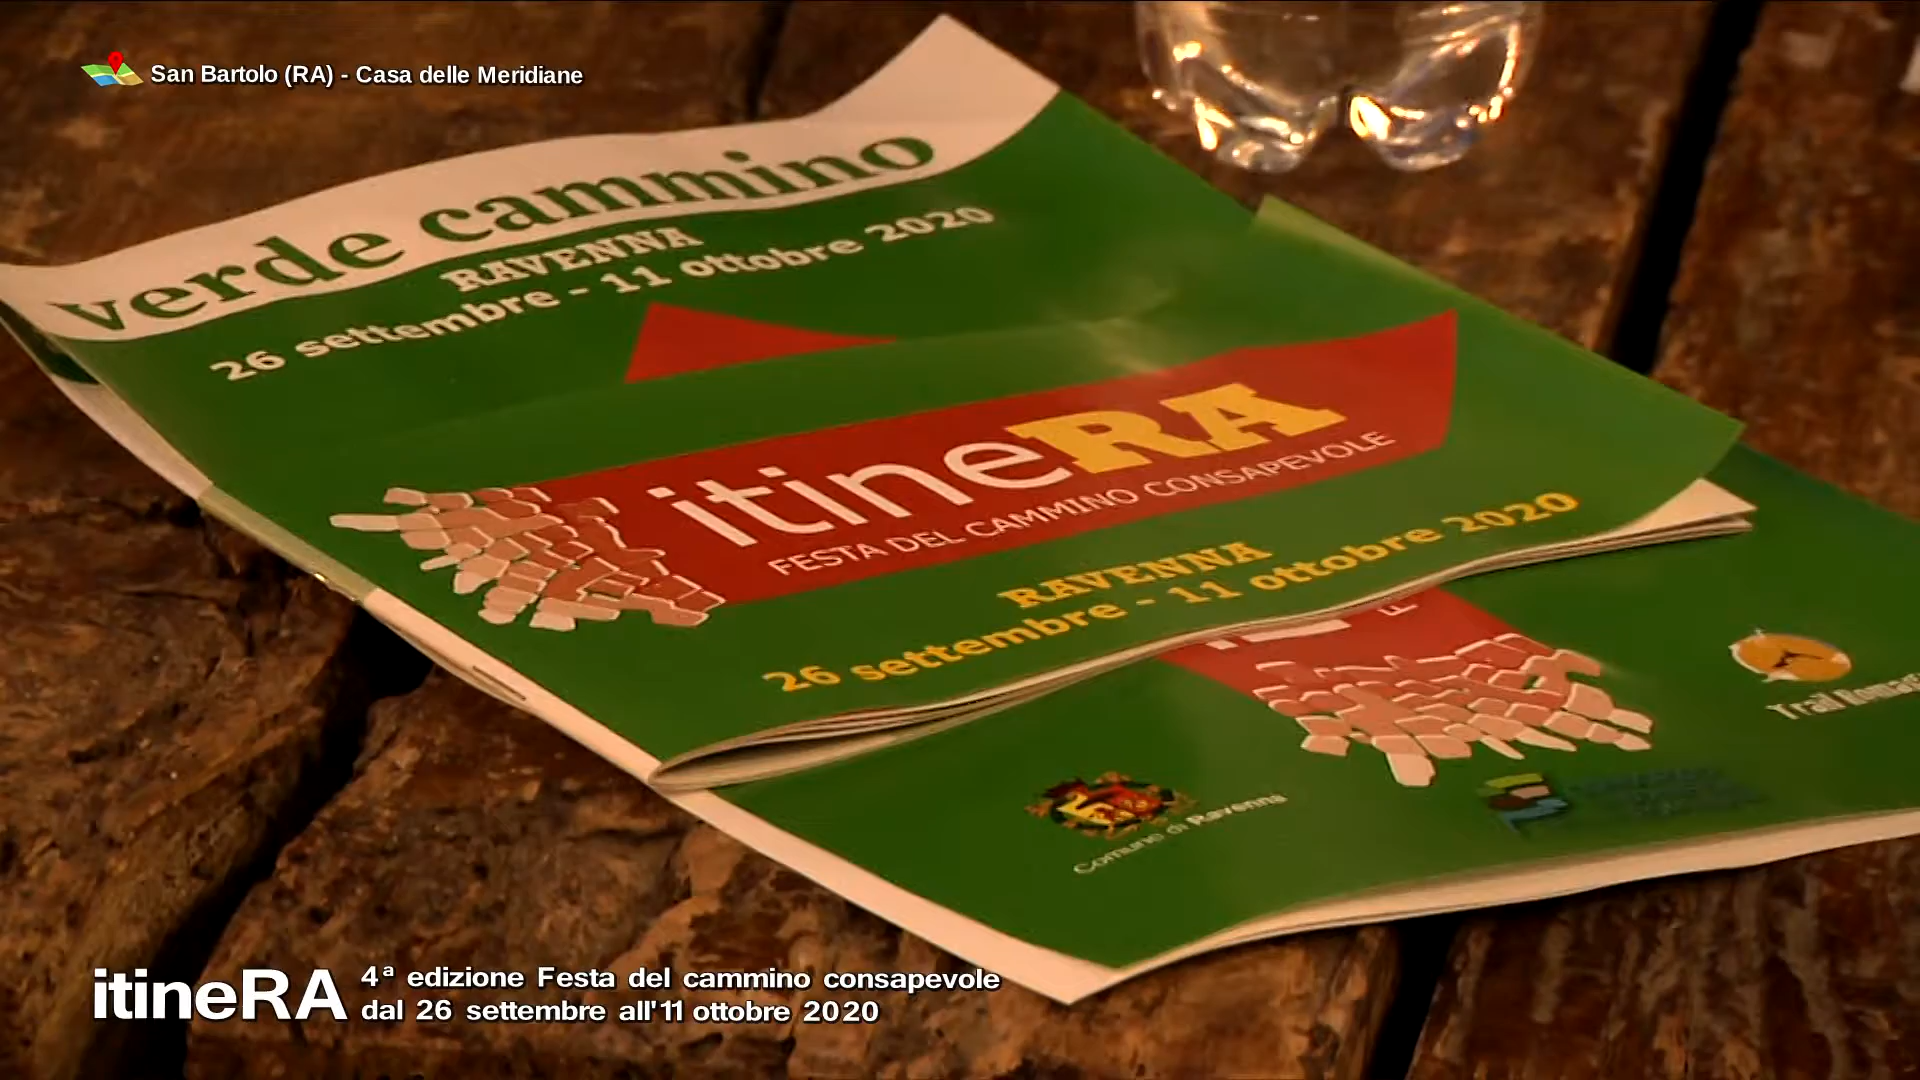 San Bartolo (RA) - Casa delle Meridiane
verde cammino
RAVENNA
26 settembre - 11 ottobre 2020
itineRA
FESTA DEL CAMMINO CONSAPEVOLE
RAVENNA
26 settembre - 11 ottobre 2020
Trail Romag
Comune di Ravenna
itineRA
4ª edizione Festa del cammino consapevole
dal 26 settembre all'11 ottobre 2020